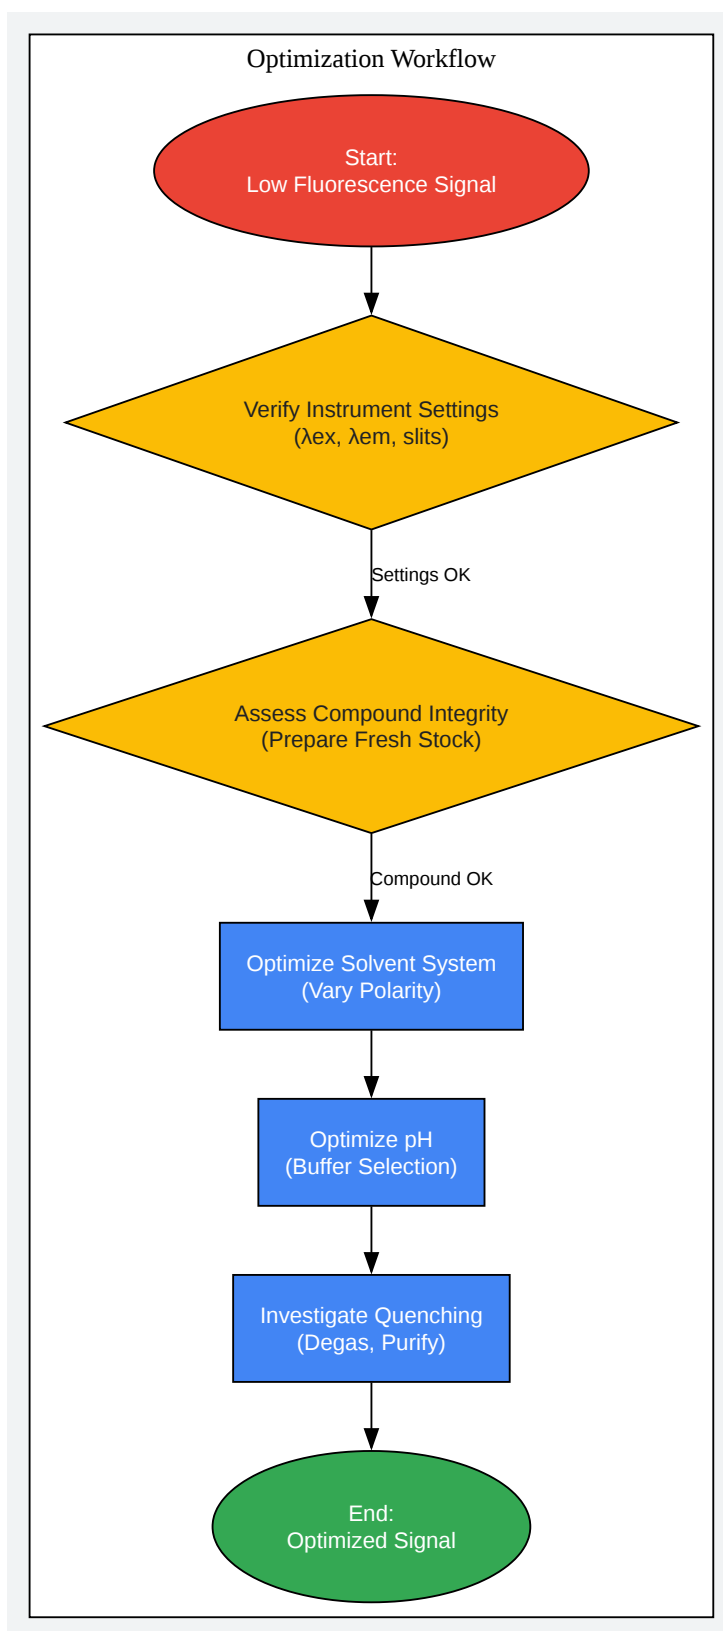 Optimization Workflow
Start:
Low Fluorescence Signal
Verify Instrument Settings
(λex, λem, slits)
Settings OK
Assess Compound Integrity
(Prepare Fresh Stock)
Compound OK
Optimize Solvent System
(Vary Polarity)
Optimize pH
(Buffer Selection)
Investigate Quenching
(Degas, Purify)
End:
Optimized Signal